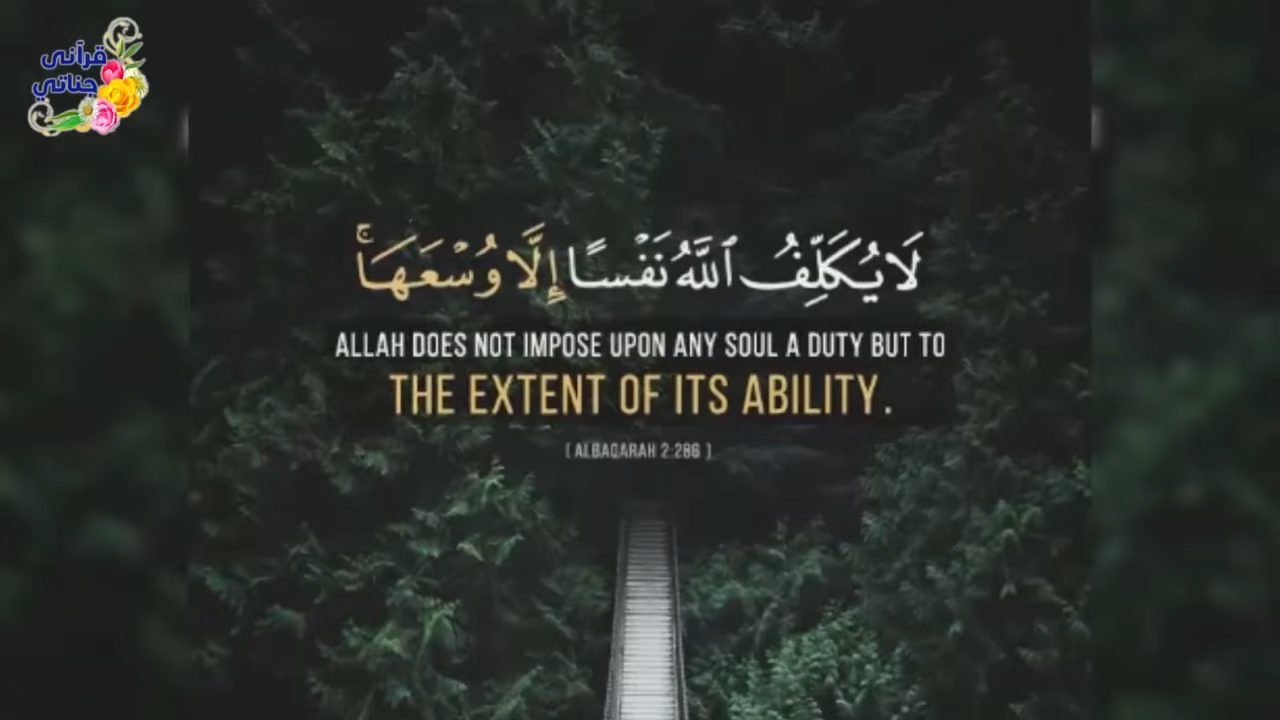 قرآنى
جناتي
لَا يُكَلِّفُ ٱللَّهُ نَفْسًا إِلَّا وُسْعَهَاۚ
ALLAH DOES NOT IMPOSE UPON ANY SOUL A DUTY BUT TO
THE EXTENT OF ITS ABILITY.
[ ALBAQARAH 2:286 ]